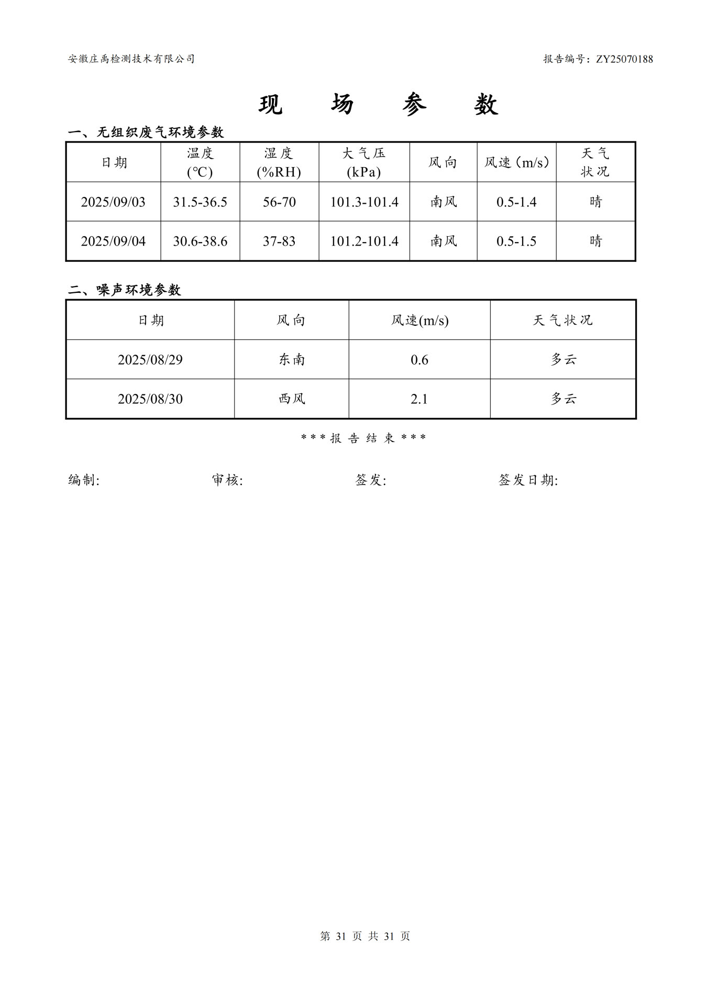 安徽庄禹检测技术有限公司 报告编号：ZY25070188
现 场 参 数
一、无组织废气环境参数
日期 温度(℃) 湿度(%RH) 大气压(kPa) 风向 风速（m/s） 天气状况
2025/09/03 31.5-36.5 56-70 101.3-101.4 南风 0.5-1.4 晴
2025/09/04 30.6-38.6 37-83 101.2-101.4 南风 0.5-1.5 晴
二、噪声环境参数
日期 风向 风速(m/s) 天气状况
2025/08/29 东南 0.6 多云
2025/08/30 西风 2.1 多云
***报告结束***
编制: 审核: 签发: 签发日期:
第 31 页 共 31 页